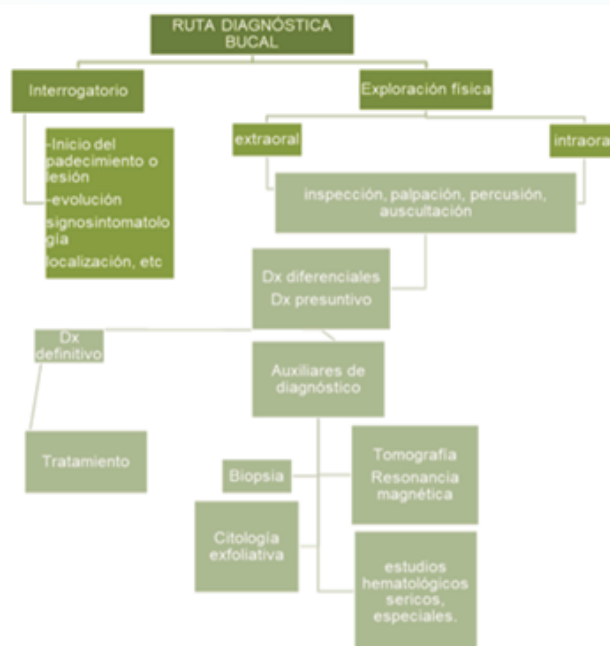 RUTA DIAGNÓSTICA
BUCAL
Interrogatorio
Exploración física
-Inicio del
padecimiento o
lesión
-evolución
signosintomatolo
gía
localización, etc
extraoral
intraoral
inspección, palpación, percusión,
auscultación
Dx diferenciales
Dx presuntivo
Dx
definitivo
Auxiliares de
diagnóstico
Tratamiento
Biopsia
Tomografía
Resonancia
magnética
Citología
exfoliativa
estudios
hematológicos
sericos,
especiales.